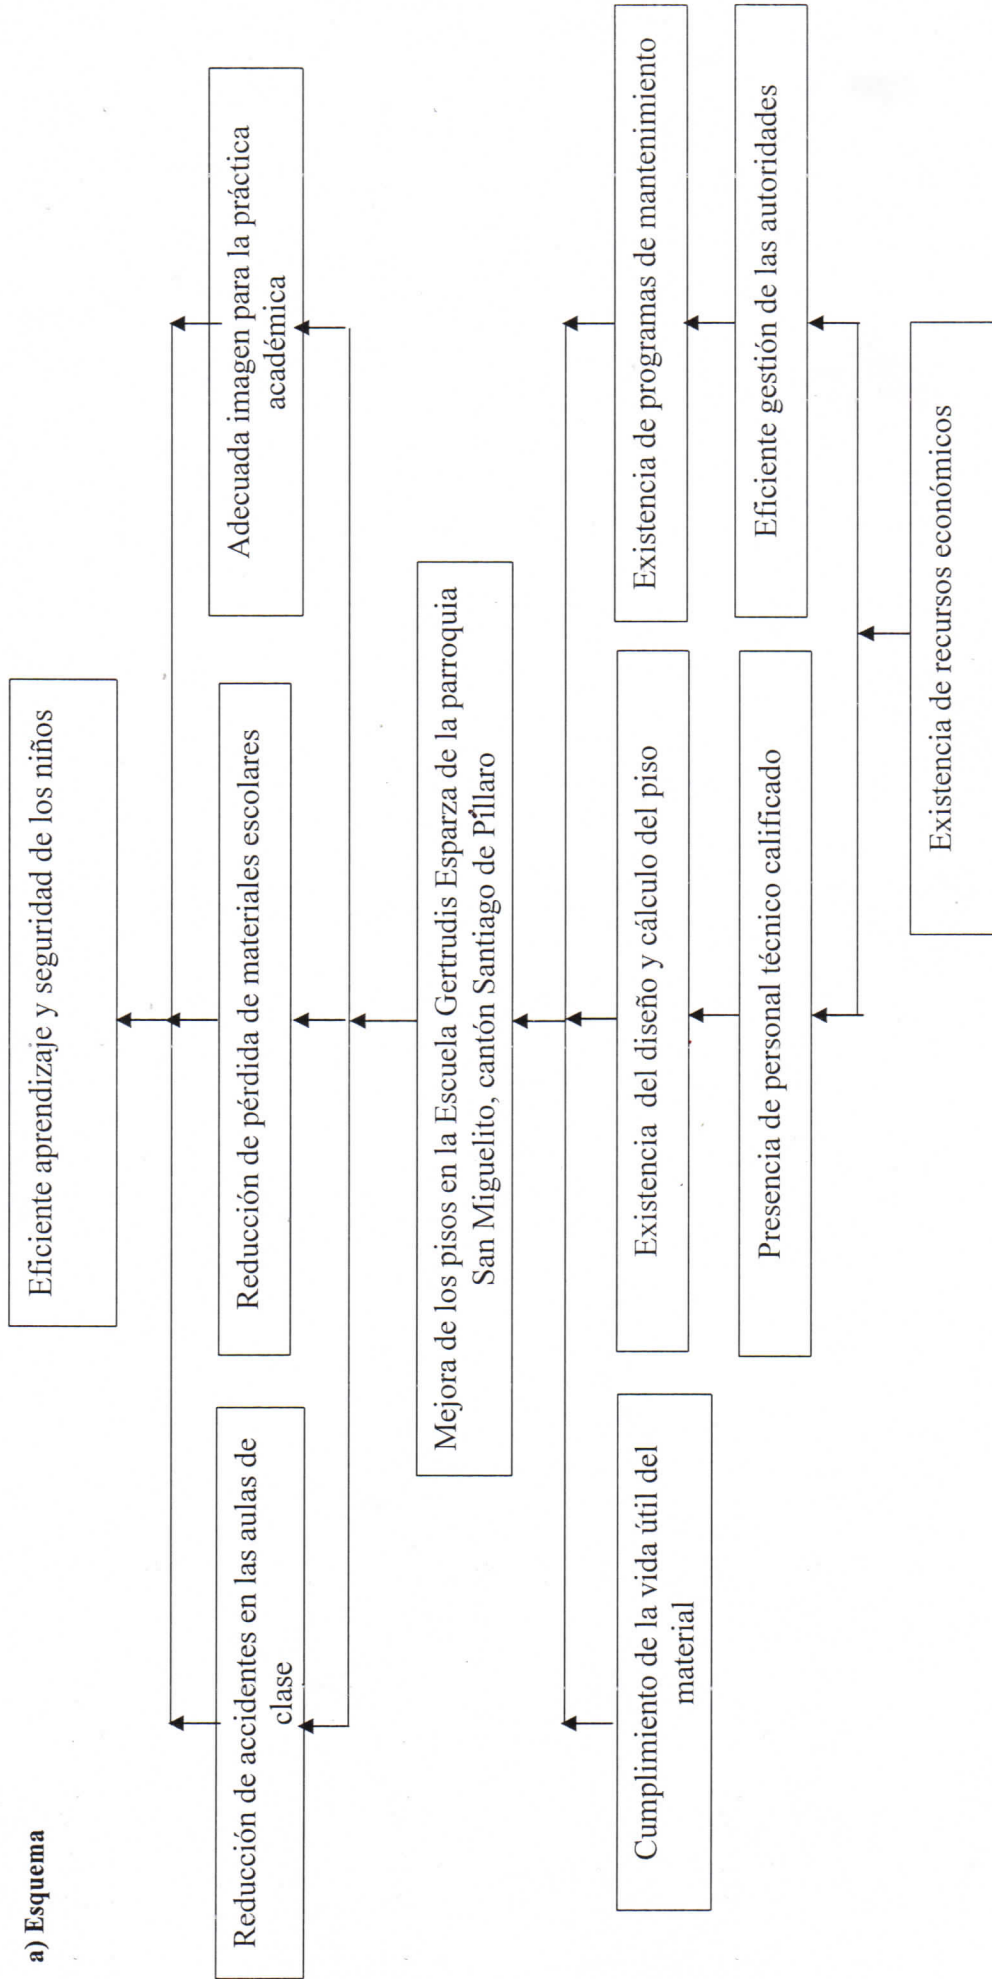 a) Esquema
Eficiente aprendizaje y seguridad de los niños
Reducción de accidentes en las aulas de
clase
Reducción de pérdida de materiales escolares
Adecuada imagen para la práctica
académica
Mejora de los pisos en la Escuela Gertrudis Esparza de la parroquia
San Miguelito, cantón Santiago de Píllaro
Cumplimiento de la vida útil del
material
Existencia del diseño y cálculo del piso
Existencia de programas de mantenimiento
Presencia de personal técnico calificado
Eficiente gestión de las autoridades
Existencia de recursos económicos